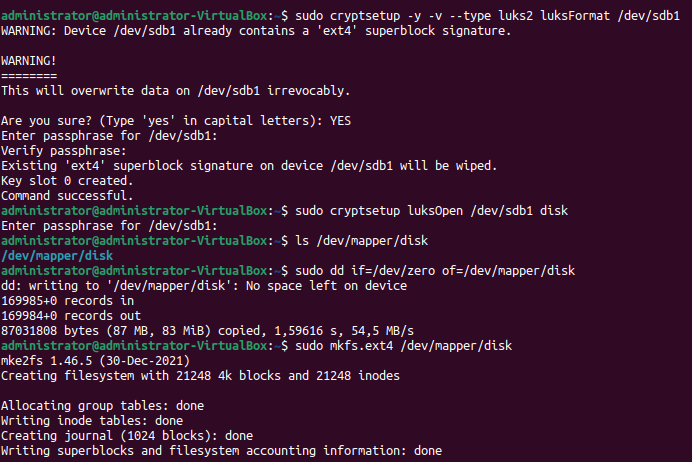 administrator@administrator-VirtualBox:~$ sudo cryptsetup -y -v --type luks2 luksFormat /dev/sdb1
WARNING: Device /dev/sdb1 already contains a 'ext4' superblock signature.

WARNING!
========
This will overwrite data on /dev/sdb1 irrevocably.

Are you sure? (Type 'yes' in capital letters): YES
Enter passphrase for /dev/sdb1:
Verify passphrase:
Existing 'ext4' superblock signature on device /dev/sdb1 will be wiped.
Key slot 0 created.
Command successful.
administrator@administrator-VirtualBox:~$ sudo cryptsetup luksOpen /dev/sdb1 disk
Enter passphrase for /dev/sdb1:
administrator@administrator-VirtualBox:~$ ls /dev/mapper/disk
/dev/mapper/disk
administrator@administrator-VirtualBox:~$ sudo dd if=/dev/zero of=/dev/mapper/disk
dd: writing to '/dev/mapper/disk': No space left on device
169985+0 records in
169984+0 records out
87031808 bytes (87 MB, 83 MiB) copied, 1,59616 s, 54,5 MB/s
administrator@administrator-VirtualBox:~$ sudo mkfs.ext4 /dev/mapper/disk
mke2fs 1.46.5 (30-Dec-2021)
Creating filesystem with 21248 4k blocks and 21248 inodes

Allocating group tables: done
Writing inode tables: done
Creating journal (1024 blocks): done
Writing superblocks and filesystem accounting information: done